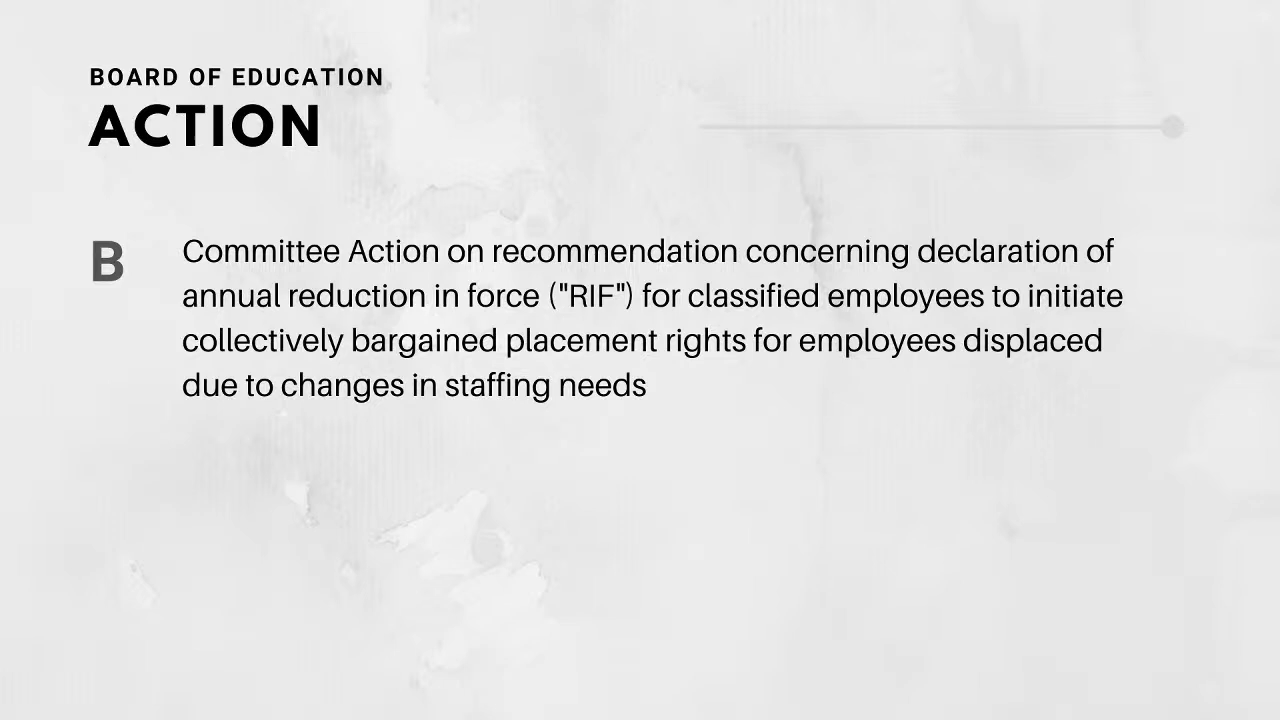 BOARD OF EDUCATION
ACTION
B
Committee Action on recommendation concerning declaration of
annual reduction in force ("RIF") for classified employees to initiate
collectively bargained placement rights for employees displaced
due to changes in staffing needs